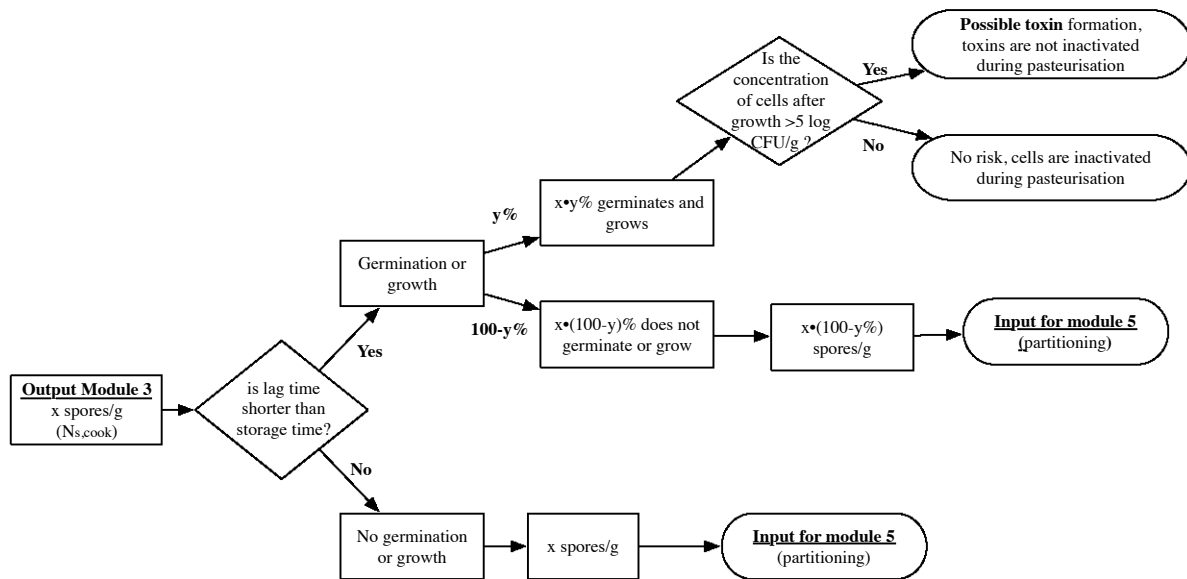 Output Module 3
x spores/g
(Ns,cook)
is lag time
shorter than
storage time?
Yes
No
Germination or
growth
y%
100-y%
x•y% germinates and
grows
Is the
concentration
of cells after
growth >5 log
CFU/g ?
Yes
No
Possible toxin formation,
toxins are not inactivated
during pasteurisation
No risk, cells are inactivated
during pasteurisation
x•(100-y)% does not
germinate or grow
x•(100-y%)
spores/g
Input for module 5
(partitioning)
No germination
or growth
x spores/g
Input for module 5
(partitioning)